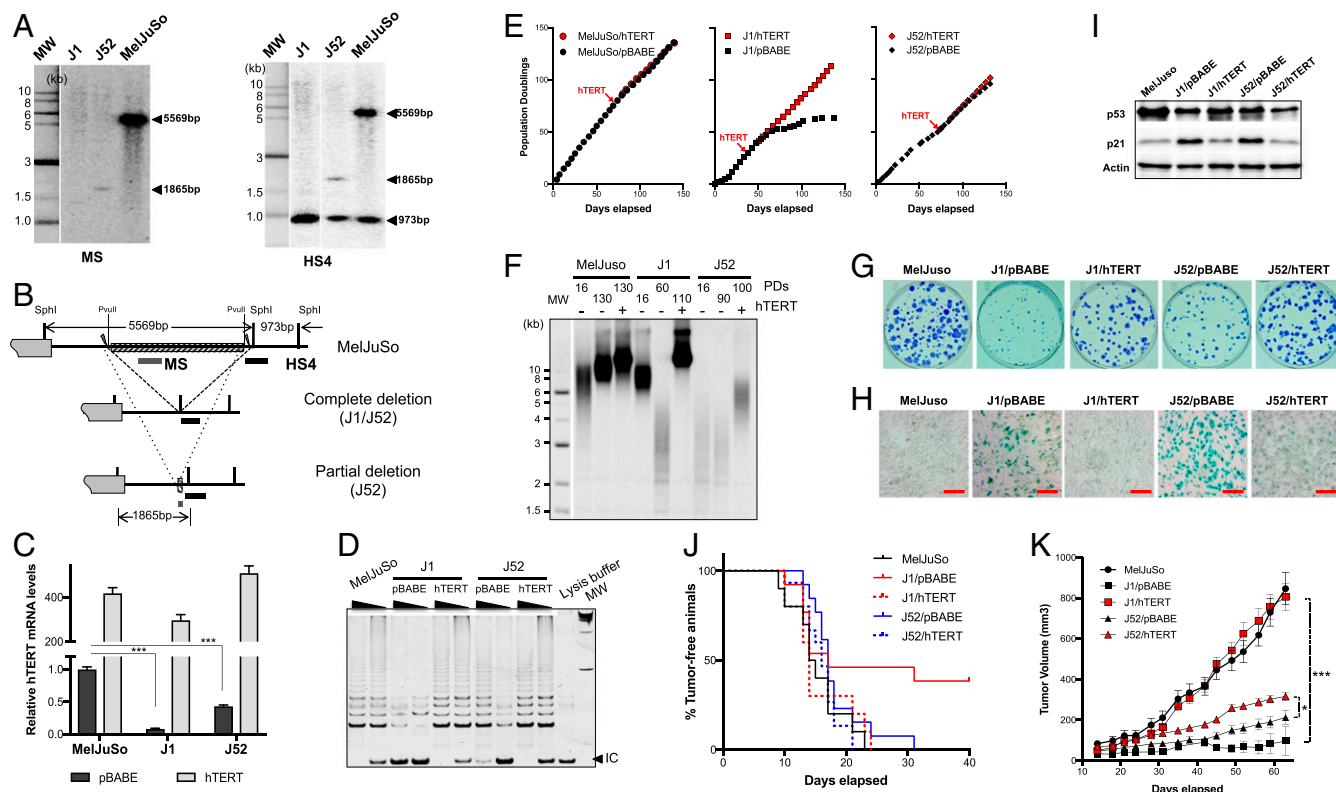 A
MW
J1
J52
MelJuSo
(kb)
10
8
6
5
3
1.5
1.0
5569bp
1865bp
MS
MW
J1
J52
MelJuSo
(kb)
10
8
6
5
3
1.5
1.0
5569bp
1865bp
973bp
HS4
B
SphI
PvuII
PvuII
SphI
SphI
5569bp
973bp
MS
HS4
MelJuSo
Complete deletion
(J1/J52)
Partial deletion
(J52)
1865bp
C
Relative hTERT mRNA levels
400
200
1.0
0.5
0.0
***
***
MelJuSo
J1
J52
pBABE
hTERT
D
MelJuSo
J1
J52
pBABE
hTERT
pBABE
hTERT
Lysis buffer
MW
IC
E
Population Doublings
150
100
50
0
MelJuSo/hTERT
MelJuSo/pBABE
hTERT
0 50 100 150
Days elapsed
J1/hTERT
J1/pBABE
hTERT
0 50 100 150
Days elapsed
J52/hTERT
J52/pBABE
hTERT
0 50 100 150
Days elapsed
F
MelJuso
J1
J52
16 130 130 16 60 110 16 90 100 PDs
MW
- - + - - + - - + hTERT
(kb)
10
8
6
5
4
3
2
1.5
G
MelJuso
J1/pBABE
J1/hTERT
J52/pBABE
J52/hTERT
H
MelJuso
J1/pBABE
J1/hTERT
J52/pBABE
J52/hTERT
I
MelJuso
J1/pBABE
J1/hTERT
J52/pBABE
J52/hTERT
p53
p21
Actin
J
% Tumor-free animals
100
50
0
MelJuSo
J1/pBABE
J1/hTERT
J52/pBABE
J52/hTERT
0 10 20 30 40
Days elapsed
K
Tumor Volume (mm3)
1000
800
600
400
200
0
MelJuSo
J1/pBABE
J1/hTERT
J52/pBABE
J52/hTERT
***
*
10 20 30 40 50 60
Days elapsed